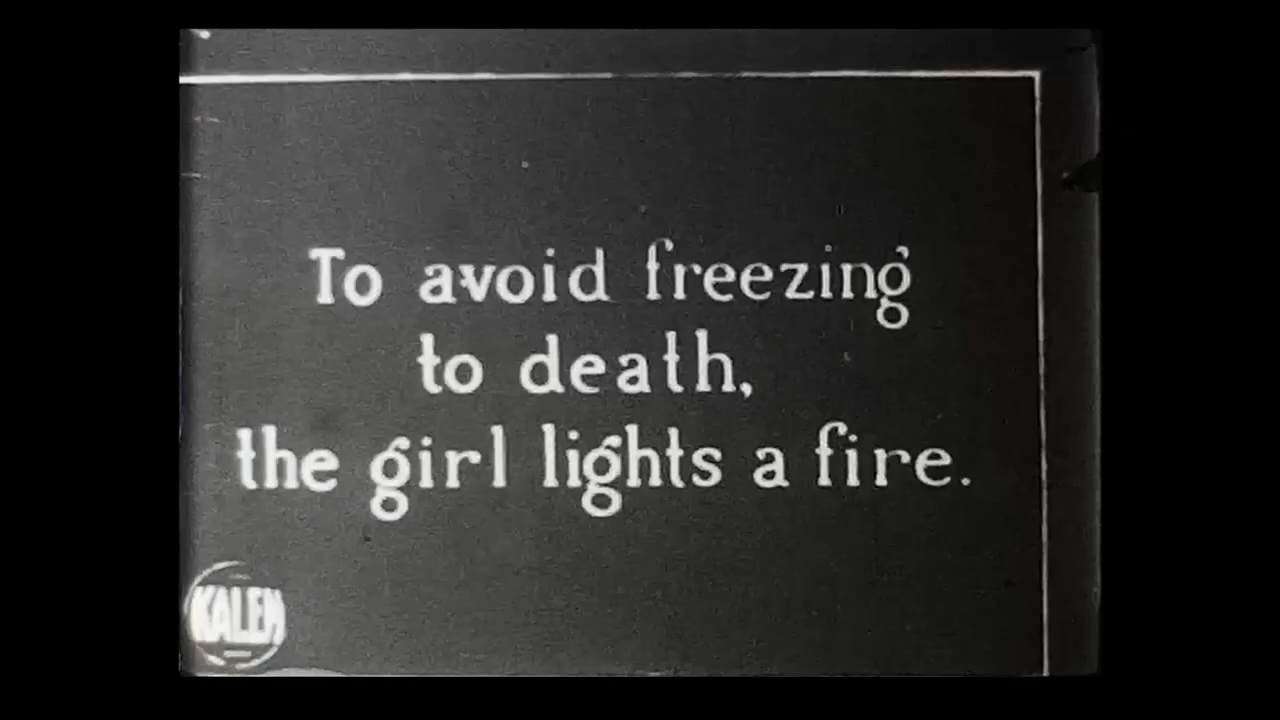 To avoid freezing
to death,
the girl lights a fire.
KALEM